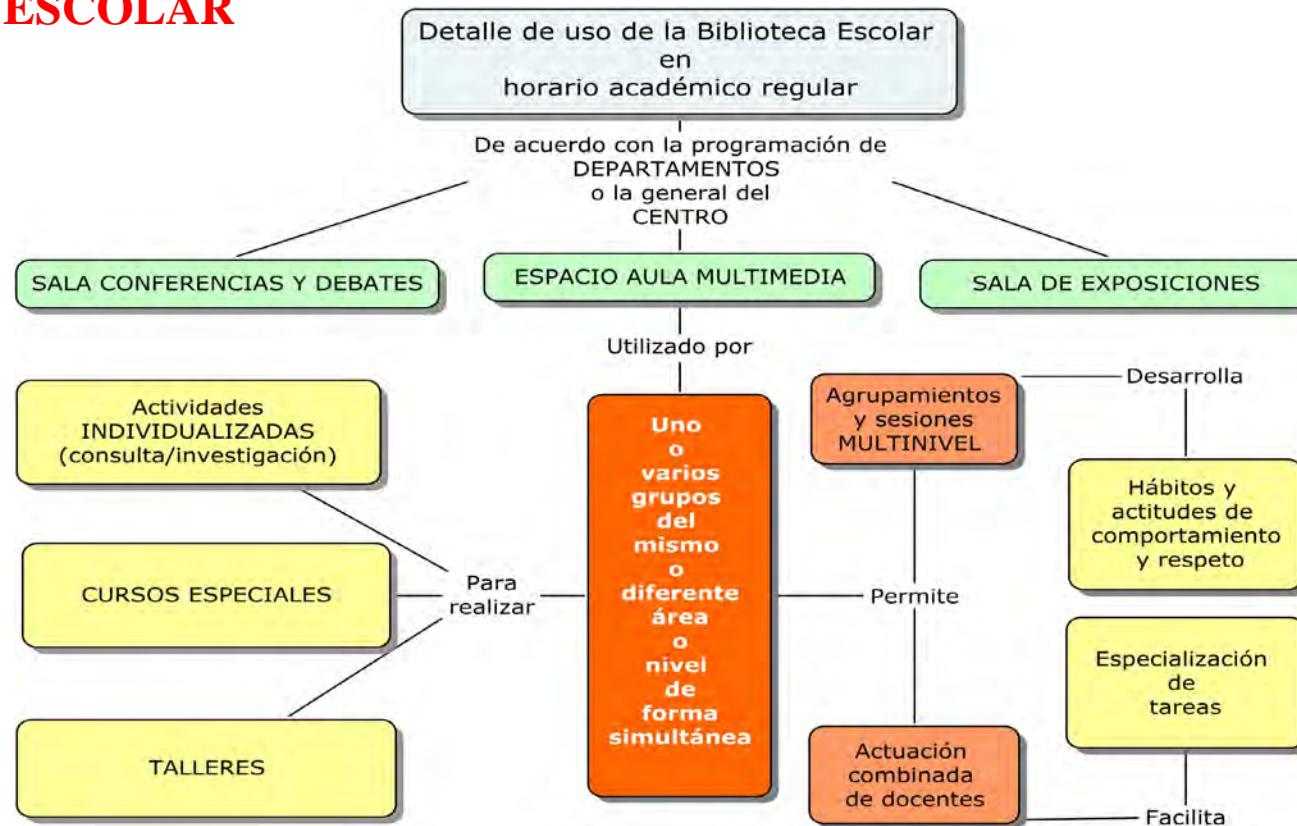 ESCOLAR
Detalle de uso de la Biblioteca Escolar
en
horario académico regular
De acuerdo con la programación de
DEPARTAMENTOS
o la general del
CENTRO
SALA CONFERENCIAS Y DEBATES
ESPACIO AULA MULTIMEDIA
SALA DE EXPOSICIONES
Utilizado por
Actividades
INDIVIDUALIZADAS
(consulta/investigación)
CURSOS ESPECIALES
TALLERES
Para
realizar
Uno
o
varios
grupos
del
mismo
o
diferente
área
o
nivel
de
forma
simultánea
Permite
Agrupamientos
y sesiones
MULTINIVEL
Desarrolla
Hábitos y
actitudes de
comportamiento
y respeto
Actuación
combinada
de docentes
Facilita
Especialización
de
tareas